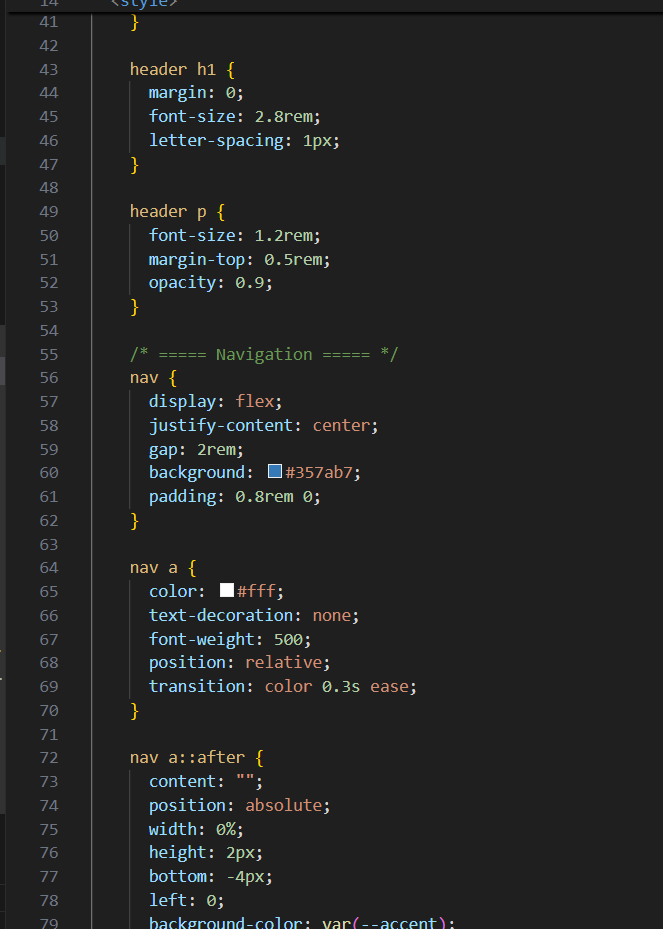 14 <style>
41 }
42
43 header h1 {
44 margin: 0;
45 font-size: 2.8rem;
46 letter-spacing: 1px;
47 }
48
49 header p {
50 font-size: 1.2rem;
51 margin-top: 0.5rem;
52 opacity: 0.9;
53 }
54
55 /* ===== Navigation ===== */
56 nav {
57 display: flex;
58 justify-content: center;
59 gap: 2rem;
60 background: #357ab7;
61 padding: 0.8rem 0;
62 }
63
64 nav a {
65 color: #fff;
66 text-decoration: none;
67 font-weight: 500;
68 position: relative;
69 transition: color 0.3s ease;
70 }
71
72 nav a::after {
73 content: "";
74 position: absolute;
75 width: 0%;
76 height: 2px;
77 bottom: -4px;
78 left: 0;
79 background-color: var(--accent);